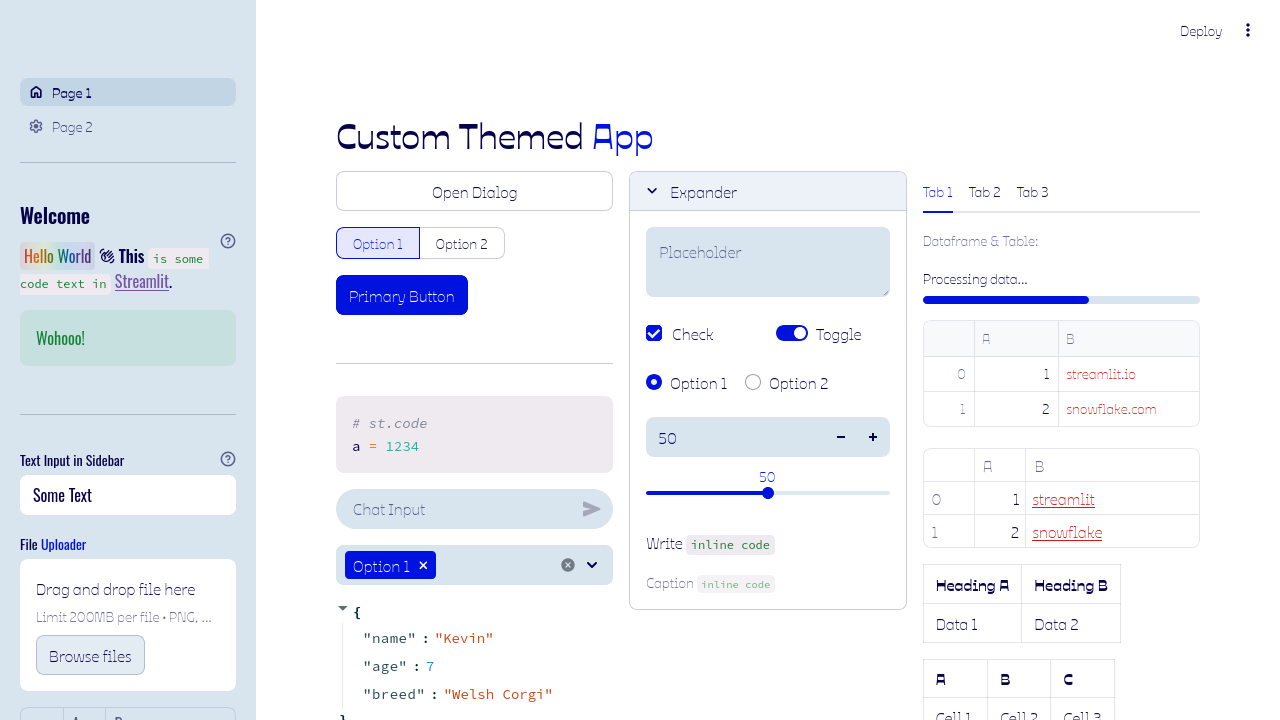 Deploy
Page 1
Page 2
Welcome
Hello World 👋 This is some
code text in Streamlit.
Wohooo!
Text Input in Sidebar
Some Text
File Uploader
Drag and drop file here
Limit 200MB per file • PNG, ...
Browse files
Custom Themed App
Open Dialog
Option 1 Option 2
Primary Button
# st.code
a = 1234
Chat Input
Option 1
{
"name" : "Kevin"
"age" : 7
"breed" : "Welsh Corgi"
}
Expander
Placeholder
Check Toggle
Option 1 Option 2
50
50
Write inline code
Caption inline code
Tab 1 Tab 2 Tab 3
Dataframe & Table:
Processing data...
A B
0 1 streamlit.io
1 2 snowflake.com
A B
0 1 streamlit
1 2 snowflake
Heading A Heading B
Data 1 Data 2
A B C
Cell 1 Cell 2 Cell 3